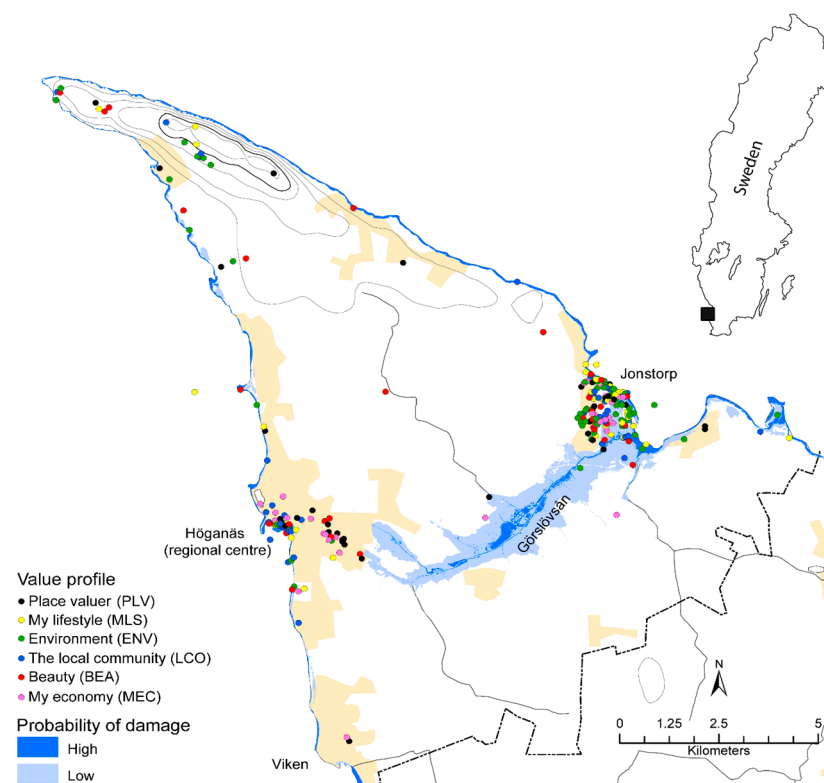 Sweden
Jonstorp
Görslövsån
Höganäs
(regional centre)
Value profile
Place valuer (PLV)
My lifestyle (MLS)
Environment (ENV)
The local community (LCO)
Beauty (BEA)
My economy (MEC)
Probability of damage
High
Low
Viken
N
0 1.25 2.5 5
Kilometers